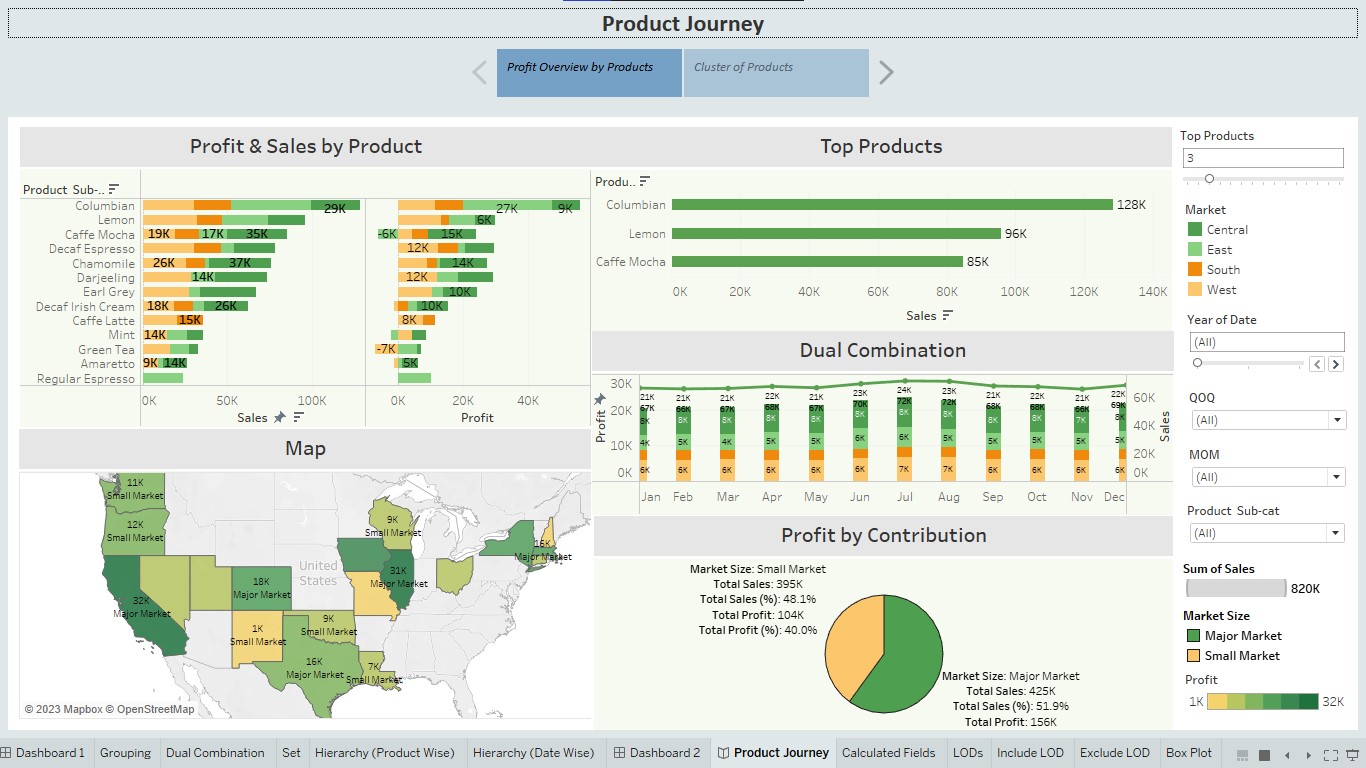 Product Journey
Profit Overview by Products
Cluster of Products
Profit & Sales by Product
Product Sub-..
Columbian 29K 27K 9K
Lemon 6K
Caffe Mocha 19K 17K 35K -6K 15K
Decaf Espresso 12K
Chamomile 26K 37K 14K
Darjeeling 14K 12K
Earl Grey 10K
Decaf Irish Cream 18K 26K 10K
Caffe Latte 15K 8K
Mint 14K
Green Tea -7K
Amaretto 9K 14K 5K
Regular Espresso
0K 50K 100K 0K 20K 40K
Sales Profit
Top Products
Produ..
Columbian 128K
Lemon 96K
Caffe Mocha 85K
0K 20K 40K 60K 80K 100K 120K 140K
Sales
Dual Combination
30K
20K
10K
0K
Profit
21K 21K 21K 22K 21K 23K 24K 23K 21K 22K 21K 22K
67K 66K 67K 68K 67K 70K 72K 72K 68K 68K 66K 69K
8K 8K 8K 8K 8K 8K 8K 8K 8K 8K 7K 8K
4K 5K 4K 5K 5K 6K 6K 5K 5K 5K 5K 5K
6K 6K 6K 6K 6K 6K 7K 7K 6K 6K 6K 6K
60K
40K
20K
0K
Sales
Jan Feb Mar Apr May Jun Jul Aug Sep Oct Nov Dec
Map
11K
Small Market
12K
Small Market
32K
Major Market
18K
Major Market
1K
Small Market
9K
Small Market
16K
Major Market
7K
Small Market
9K
Small Market
31K
Major Market
16K
Major Market
United
States
© 2023 Mapbox © OpenStreetMap
Profit by Contribution
Market Size: Small Market
Total Sales: 395K
Total Sales (%): 48.1%
Total Profit: 104K
Total Profit (%): 40.0%
Market Size: Major Market
Total Sales: 425K
Total Sales (%): 51.9%
Total Profit: 156K
Top Products
3
Market
Central
East
South
West
Year of Date
(All)
QOQ
(All)
MOM
(All)
Product Sub-cat
(All)
Sum of Sales
820K
Market Size
Major Market
Small Market
Profit
1K 32K
Dashboard 1 Grouping Dual Combination Set Hierarchy (Product Wise) Hierarchy (Date Wise) Dashboard 2 Product Journey Calculated Fields LODs Include LOD Exclude LOD Box Plot